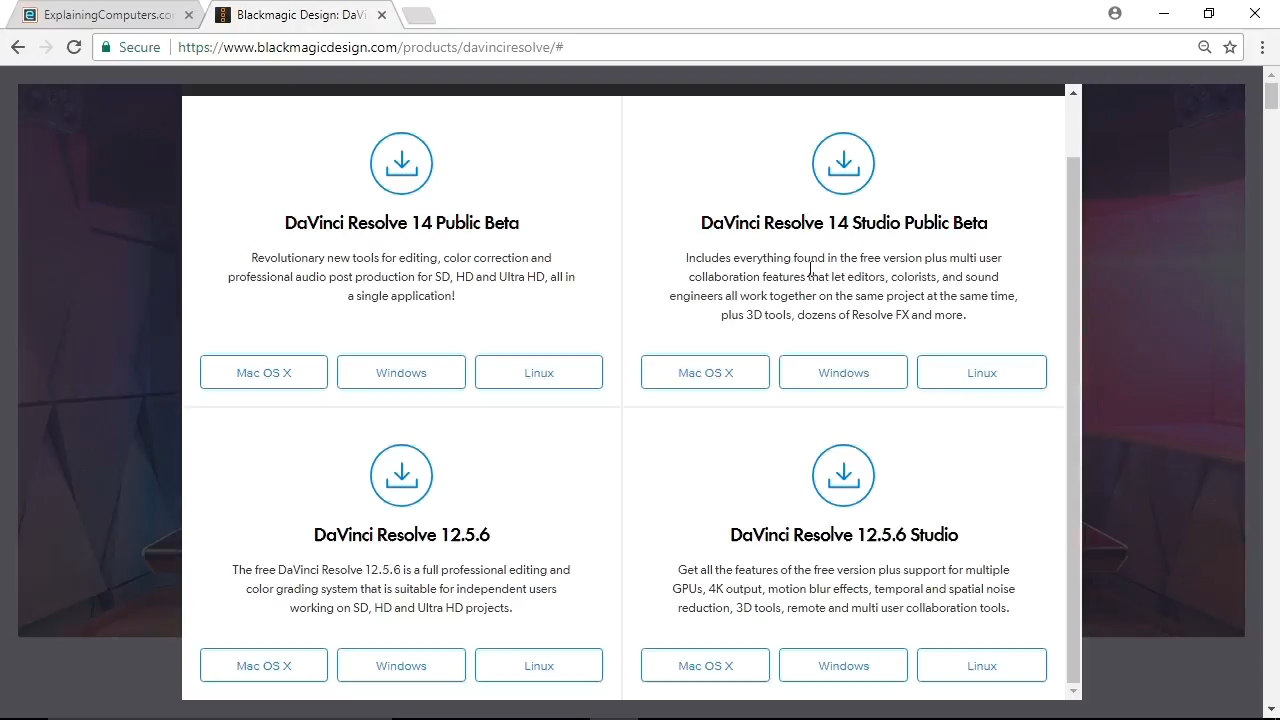 ExplainingComputers.co
Blackmagic Design: DaVi
Secure
https://www.blackmagicdesign.com/products/davinciresolve/#
DaVinci Resolve 14 Public Beta
Revolutionary new tools for editing, color correction and
professional audio post production for SD, HD and Ultra HD, all in
a single application!
Mac OS X
Windows
Linux
DaVinci Resolve 14 Studio Public Beta
Includes everything found in the free version plus multi user
collaboration features that let editors, colorists, and sound
engineers all work together on the same project at the same time,
plus 3D tools, dozens of Resolve FX and more.
Mac OS X
Windows
Linux
DaVinci Resolve 12.5.6
The free DaVinci Resolve 12.5.6 is a full professional editing and
color grading system that is suitable for independent users
working on SD, HD and Ultra HD projects.
Mac OS X
Windows
Linux
DaVinci Resolve 12.5.6 Studio
Get all the features of the free version plus support for multiple
GPUs, 4K output, motion blur effects, temporal and spatial noise
reduction, 3D tools, remote and multi user collaboration tools.
Mac OS X
Windows
Linux